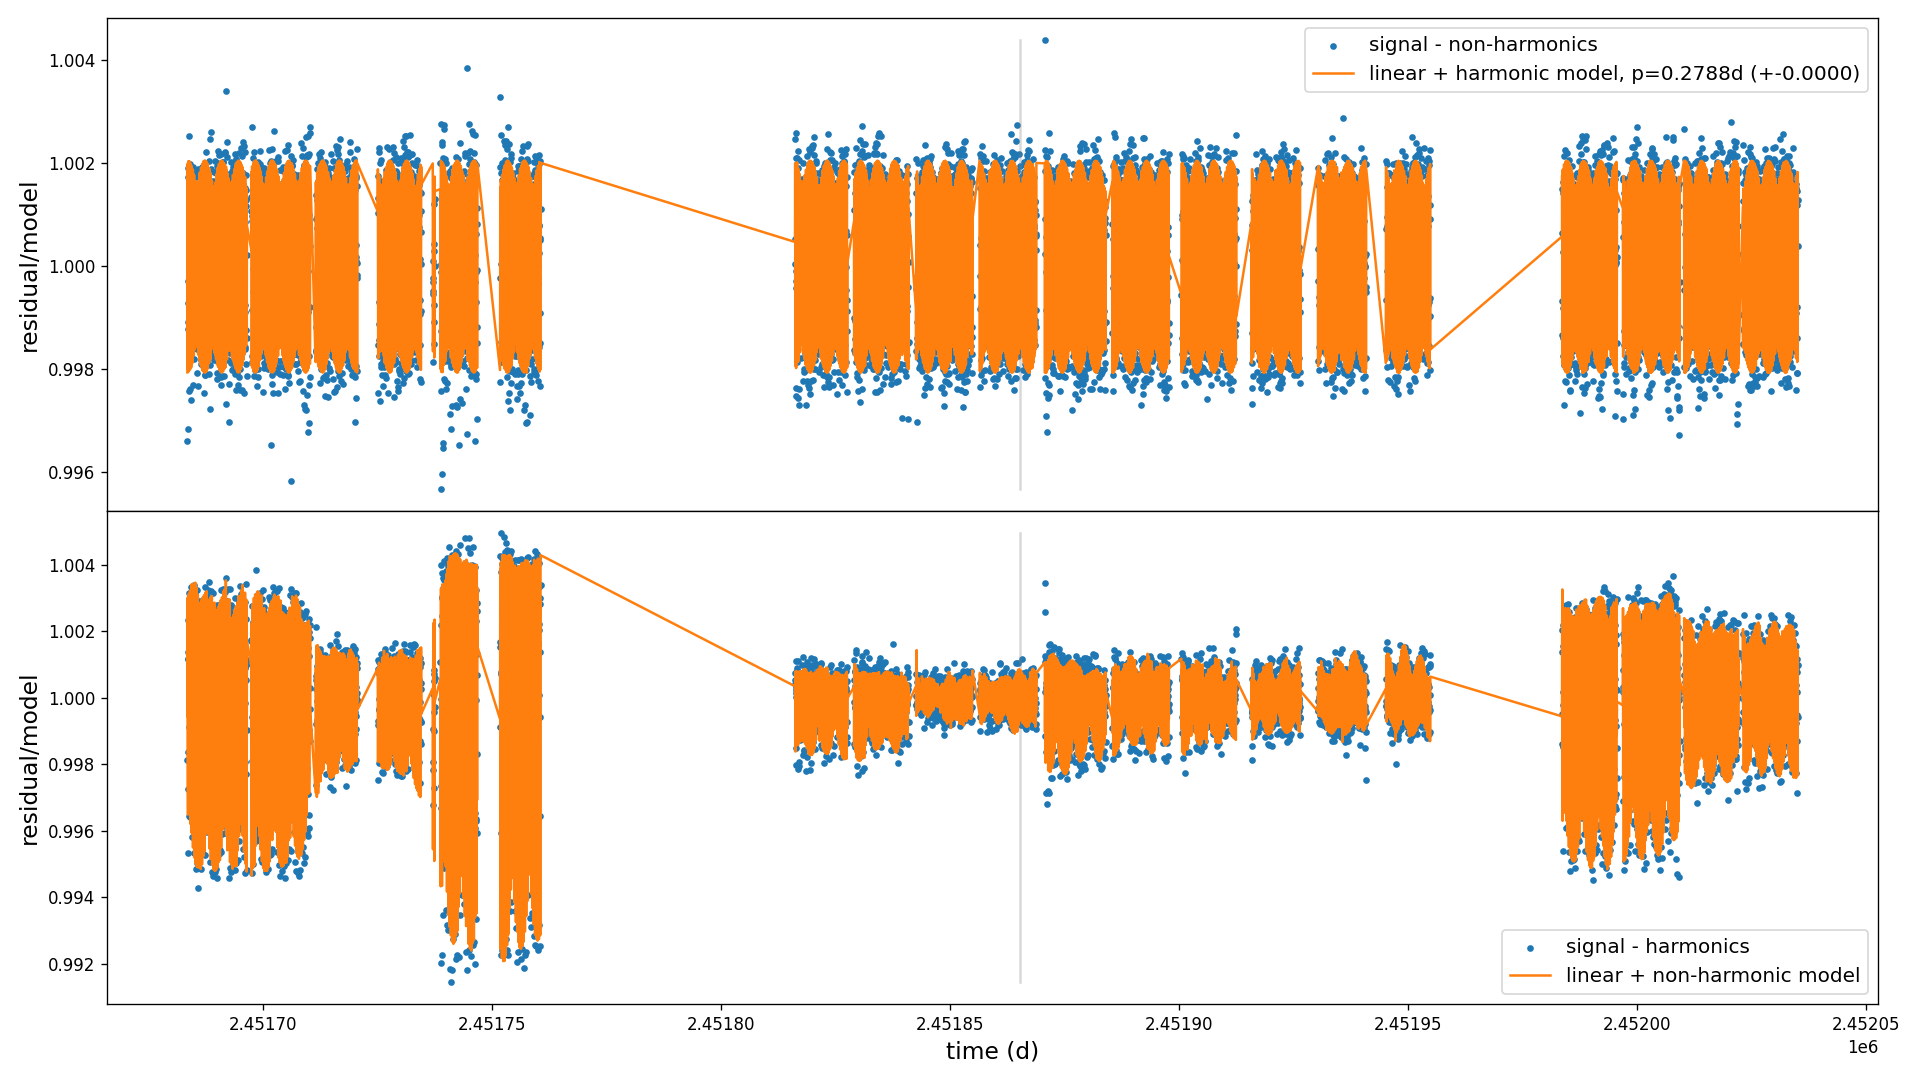 signal - non-harmonics
linear + harmonic model, p=0.2788d (+-0.0000)
1.004
1.002
1.000
0.998
0.996
residual/model
1.004
1.002
1.000
0.998
0.996
0.994
0.992
residual/model
signal - harmonics
linear + non-harmonic model
2.45170 2.45175 2.45180 2.45185 2.45190 2.45195 2.45200 2.45205
1e6
time (d)